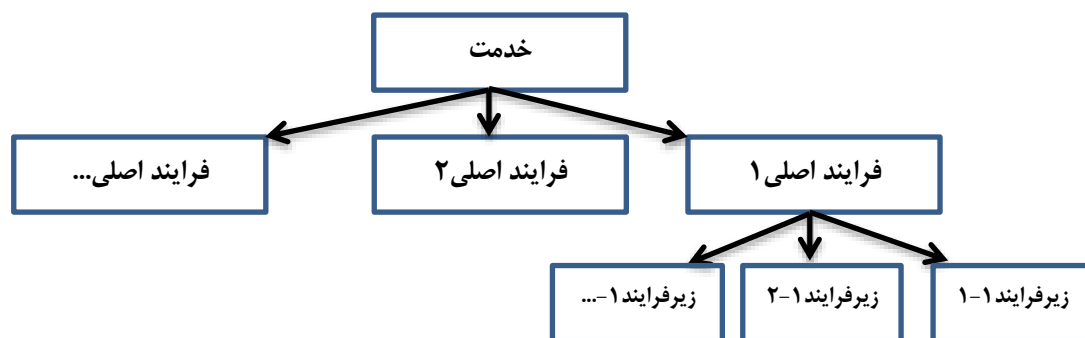 خدمت
فرایند اصلی۱
فرایند اصلی۲
فرایند اصلی...
زیرفرایند۱-۱
زیرفرایند۱-۲
زیرفرایند۱-...